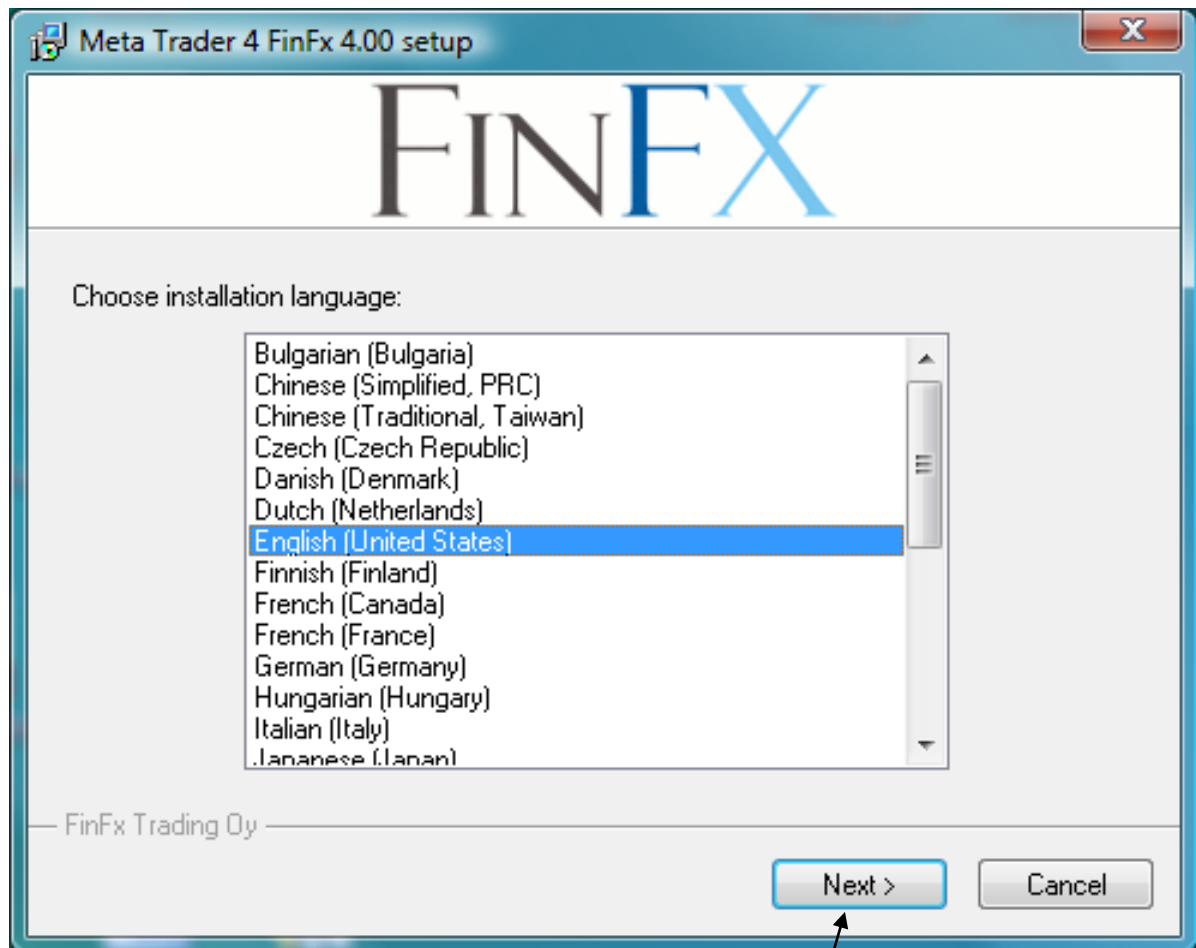 Meta Trader 4 FinFx 4.00 setup
X
FINFX
Choose installation language:
Bulgarian (Bulgaria)
Chinese (Simplified, PRC)
Chinese (Traditional, Taiwan)
Czech (Czech Republic)
Danish (Denmark)
Dutch (Netherlands)
English (United States)
Finnish (Finland)
French (Canada)
French (France)
German (Germany)
Hungarian (Hungary)
Italian (Italy)
Japanese (Japan)
FinFx Trading Oy
Next >
Cancel